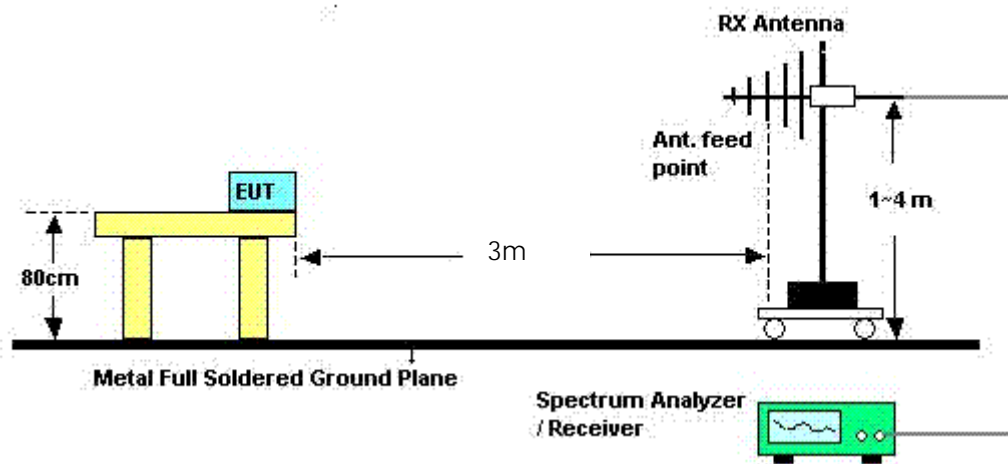 RX Antenna
Ant. feed
point
EUT
1~4 m
3m
80cm
Metal Full Soldered Ground Plane
Spectrum Analyzer
/ Receiver